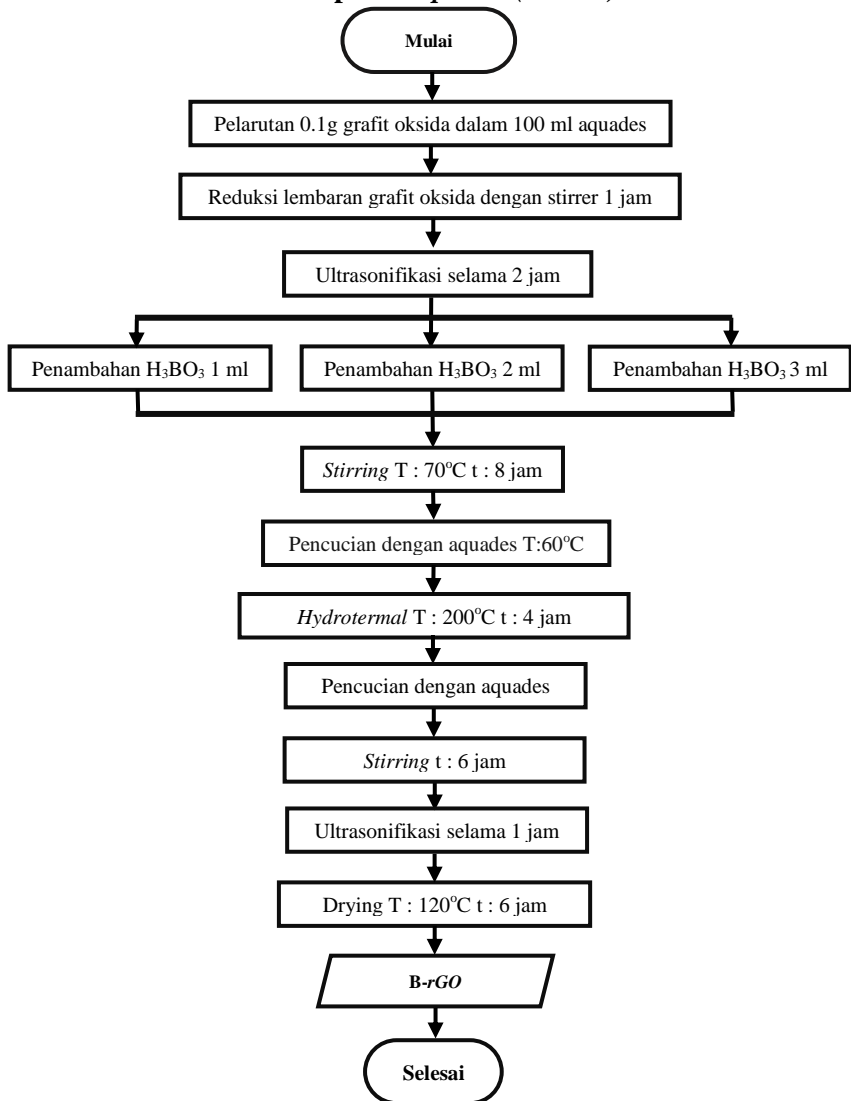 Mulai
Pelarutan 0.1g grafit oksida dalam 100 ml aquades
Reduksi lembaran grafit oksida dengan stirrer 1 jam
Ultrasonifikasi selama 2 jam
Penambahan H₃BO₃ 1 ml
Penambahan H₃BO₃ 2 ml
Penambahan H₃BO₃ 3 ml
Stirring T : 70°C t : 8 jam
Pencucian dengan aquades T:60°C
Hydrotermal T : 200°C t : 4 jam
Pencucian dengan aquades
Stirring t : 6 jam
Ultrasonifikasi selama 1 jam
Drying T : 120°C t : 6 jam
B-rGO
Selesai